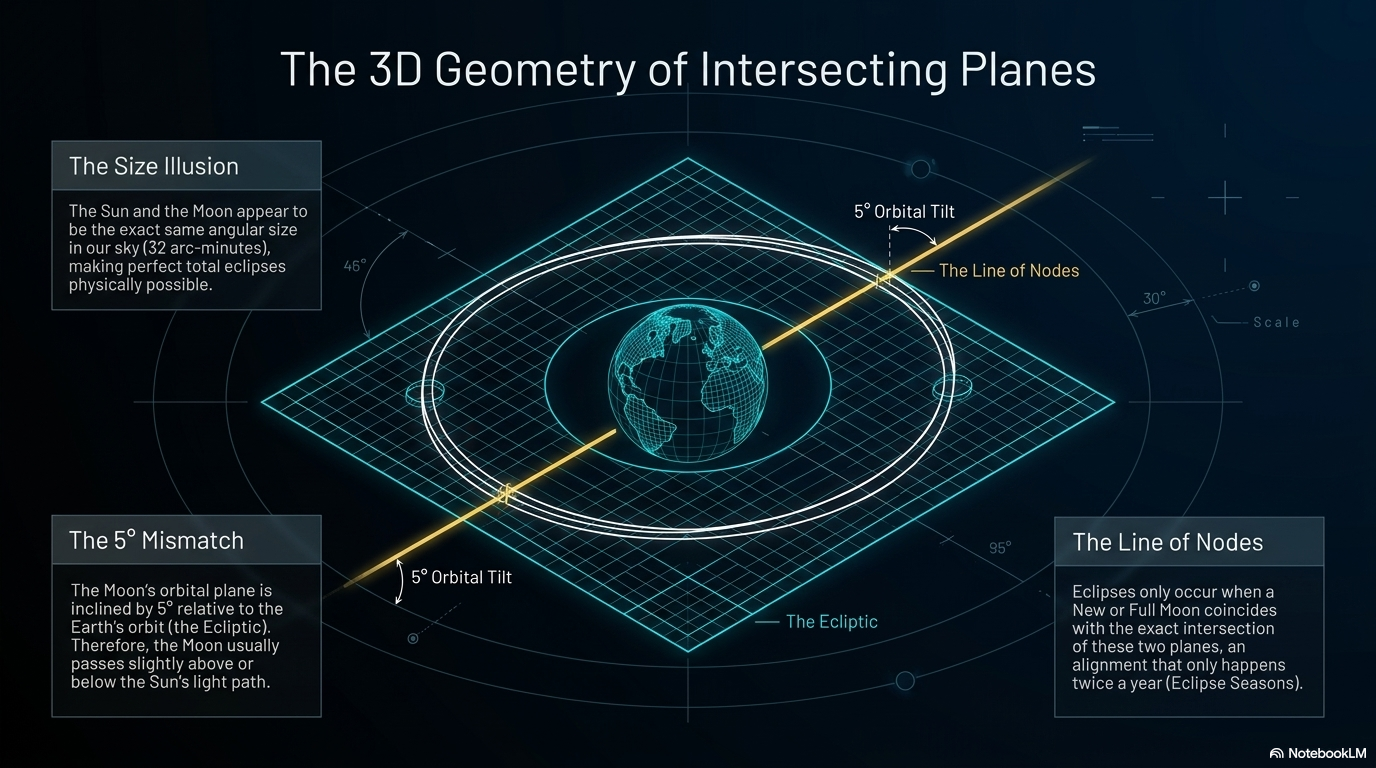 The 3D Geometry of Intersecting Planes
The Size Illusion
The Sun and the Moon appear to
be the exact same angular size
in our sky (32 arc-minutes),
making perfect total eclipses
physically possible.
45°
5° Orbital Tilt
The Line of Nodes
30°
Scale
The 5° Mismatch
The Moon's orbital plane is
inclined by 5° relative to the
Earth's orbit (the Ecliptic).
Therefore, the Moon usually
passes slightly above or
below the Sun's light path.
5° Orbital Tilt
The Ecliptic
95°
The Line of Nodes
Eclipses only occur when a
New or Full Moon coincides
with the exact intersection
of these two planes, an
alignment that only happens
twice a year (Eclipse Seasons).
NotebookLM